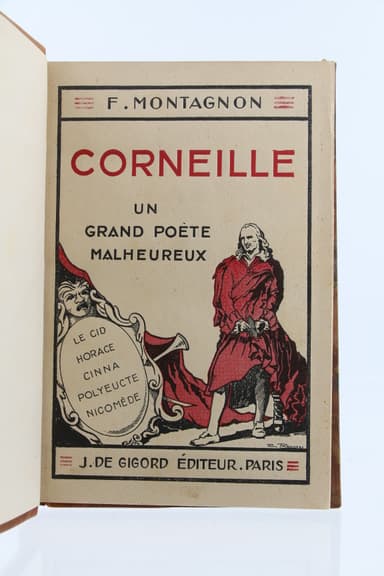 F. MONTAGNON
CORNEILLE
UN
GRAND POÈTE
MALHEUREUX
LE CID
HORACE
CINNA
POLYEUCTE
NICOMÈDE
J. DE GIGORD ÉDITEUR. PARIS